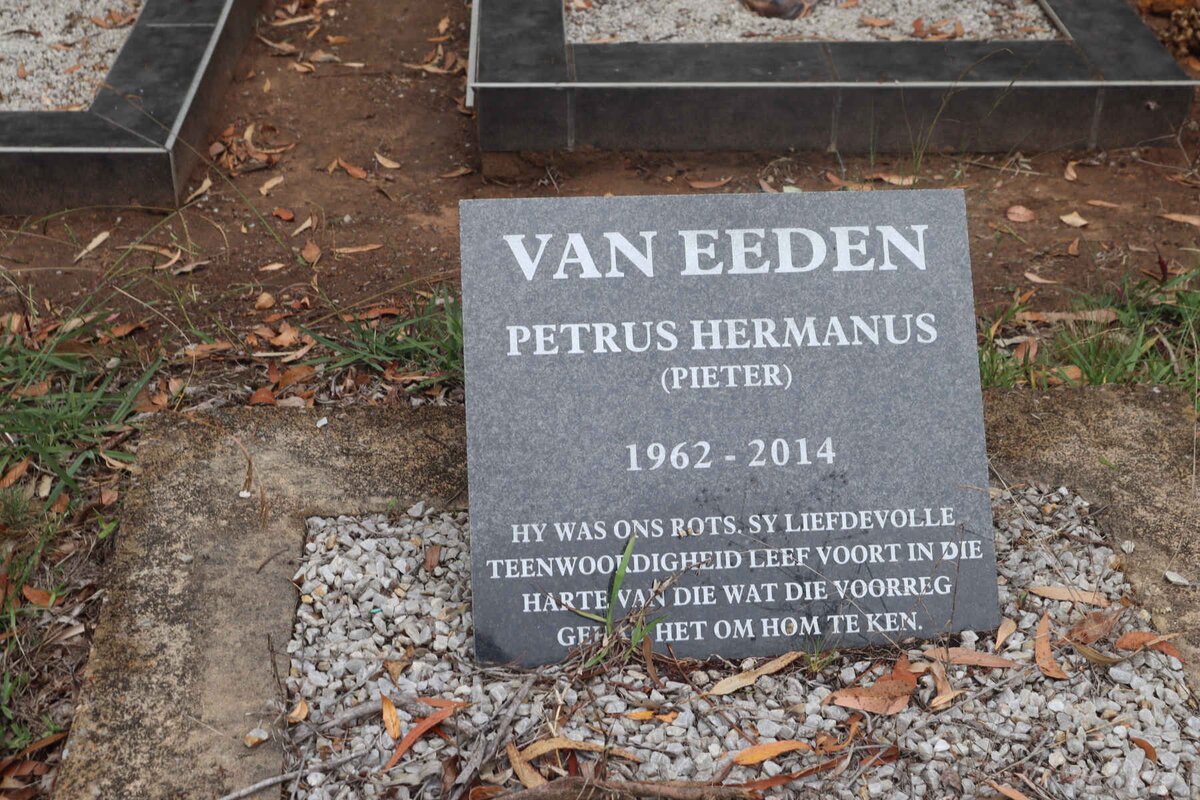 VAN EEDEN
PETRUS HERMANUS
(PIETER)
1962 - 2014
HY WAS ONS ROTS. SY LIEFDEVOLLE
TEENWOORDIGHEID LEEF VOORT IN DIE
HARTE VAN DIE WAT DIE VOORREG
GEHAD HET OM HOM TE KEN.